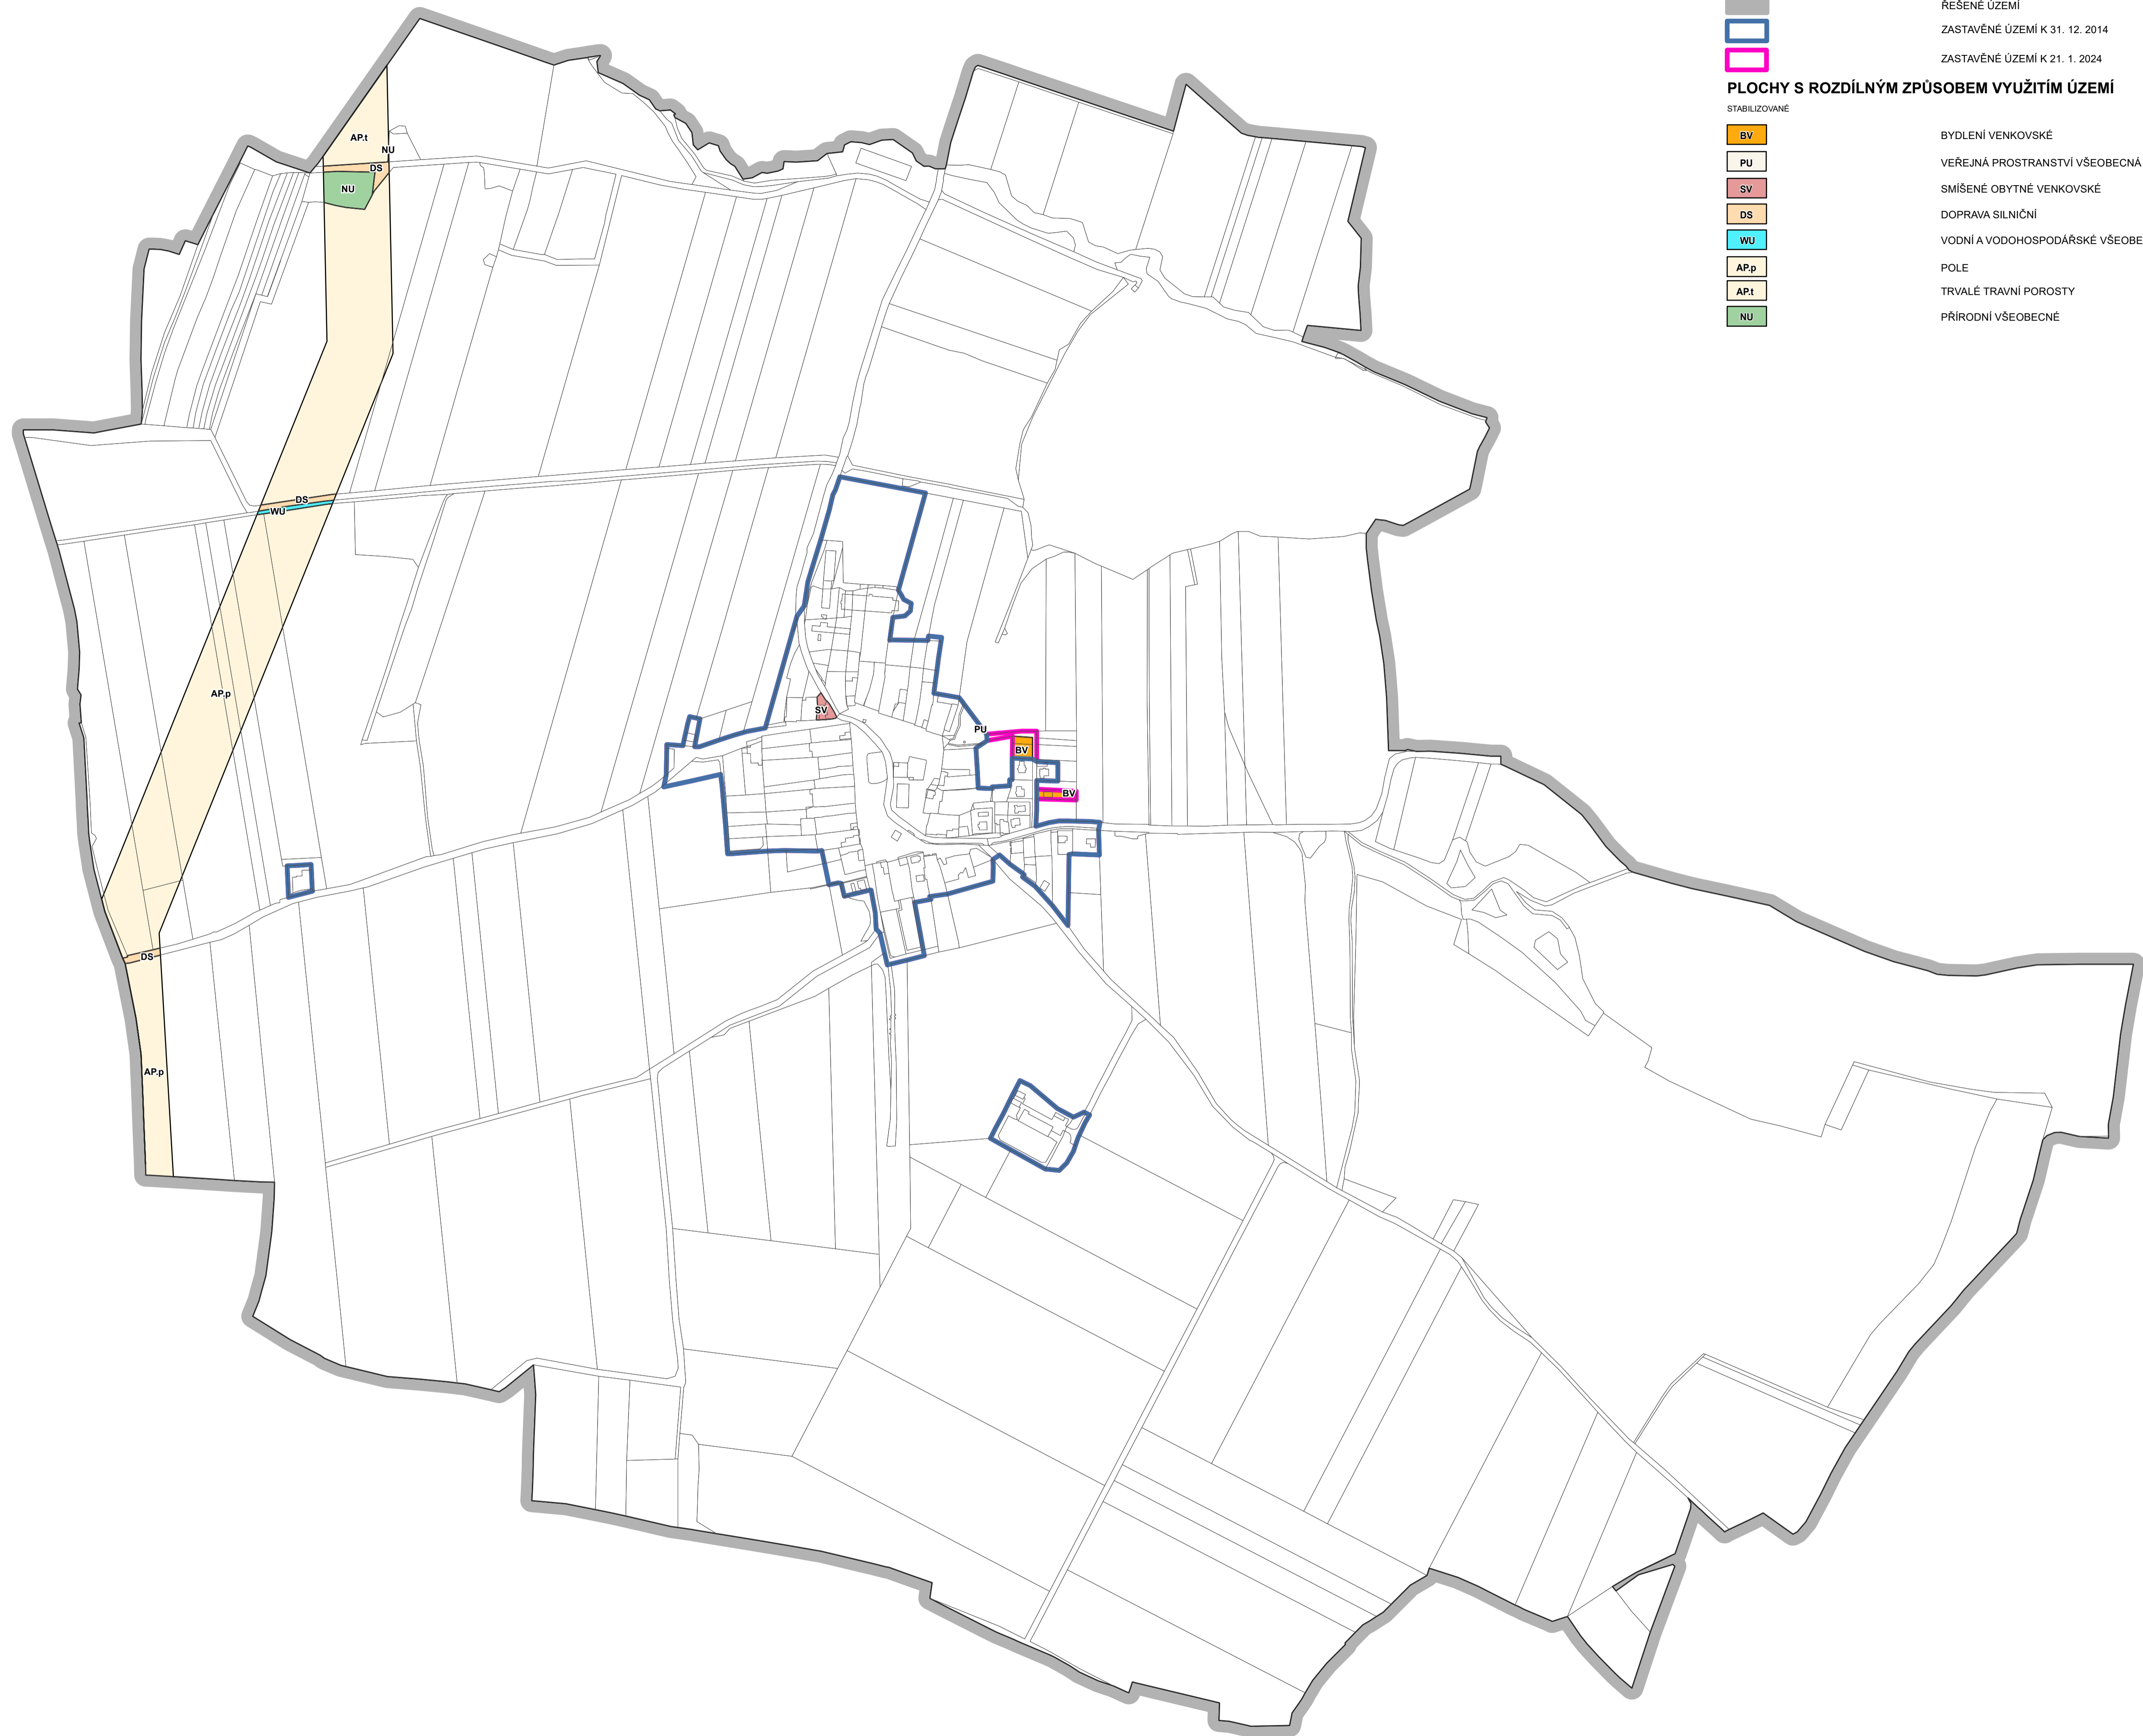 ŘEŠENÉ ÚZEMÍ
ZASTAVĚNÉ ÚZEMÍ K 31. 12. 2014
ZASTAVĚNÉ ÚZEMÍ K 21. 1. 2024
PLOCHY S ROZDÍLNÝM ZPŮSOBEM VYUŽITÍM ÚZEMÍ
STABILIZOVANÉ
BV BYDLENÍ VENKOVSKÉ
PU VEŘEJNÁ PROSTRANSTVÍ VŠEOBECNÁ
SV SMÍŠENÉ OBYTNÉ VENKOVSKÉ
DS DOPRAVA SILNIČNÍ
WU VODNÍ A VODOHOSPODÁŘSKÉ VŠEOBE
AP.p POLE
AP.t TRVALÉ TRAVNÍ POROSTY
NU PŘÍRODNÍ VŠEOBECNÉ
AP.t
NU
DS
NU
DS
WU
AP.p
SV
PU
BV
BV
DS
AP.p